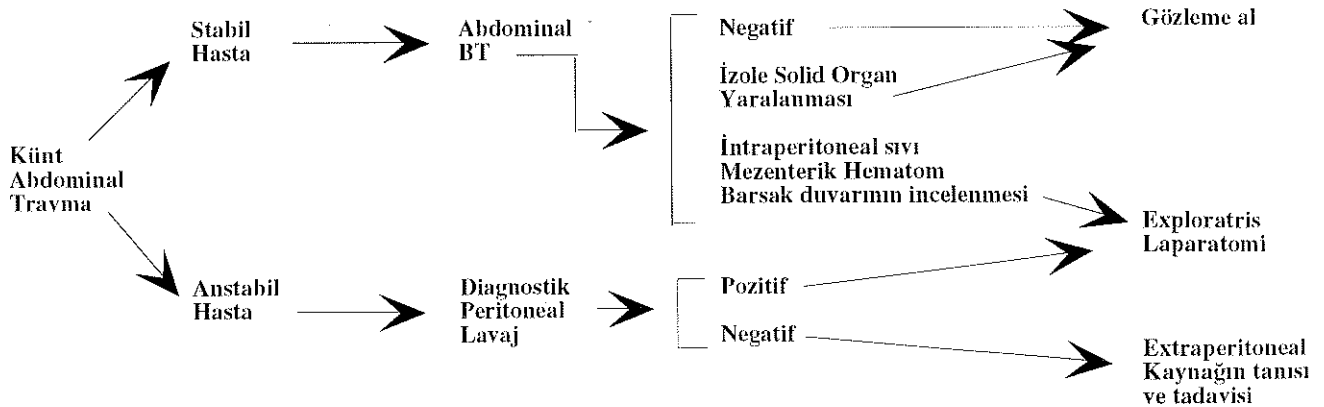 Künt
Abdominal
Travma
Stabil
Hasta
Abdominal
BT
Negatif
İzole Solid Organ
Yaralanması
İntraperitoneal sıvı
Mezenterik Hematom
Barsak duvarının incelenmesi
Gözleme al
Exploratris
Laparatomi
Anstabil
Hasta
Diagnostik
Peritoneal
Lavaj
Pozitif
Negatif
Extraperitoneal
Kaynağın tanısı
ve tadavisi